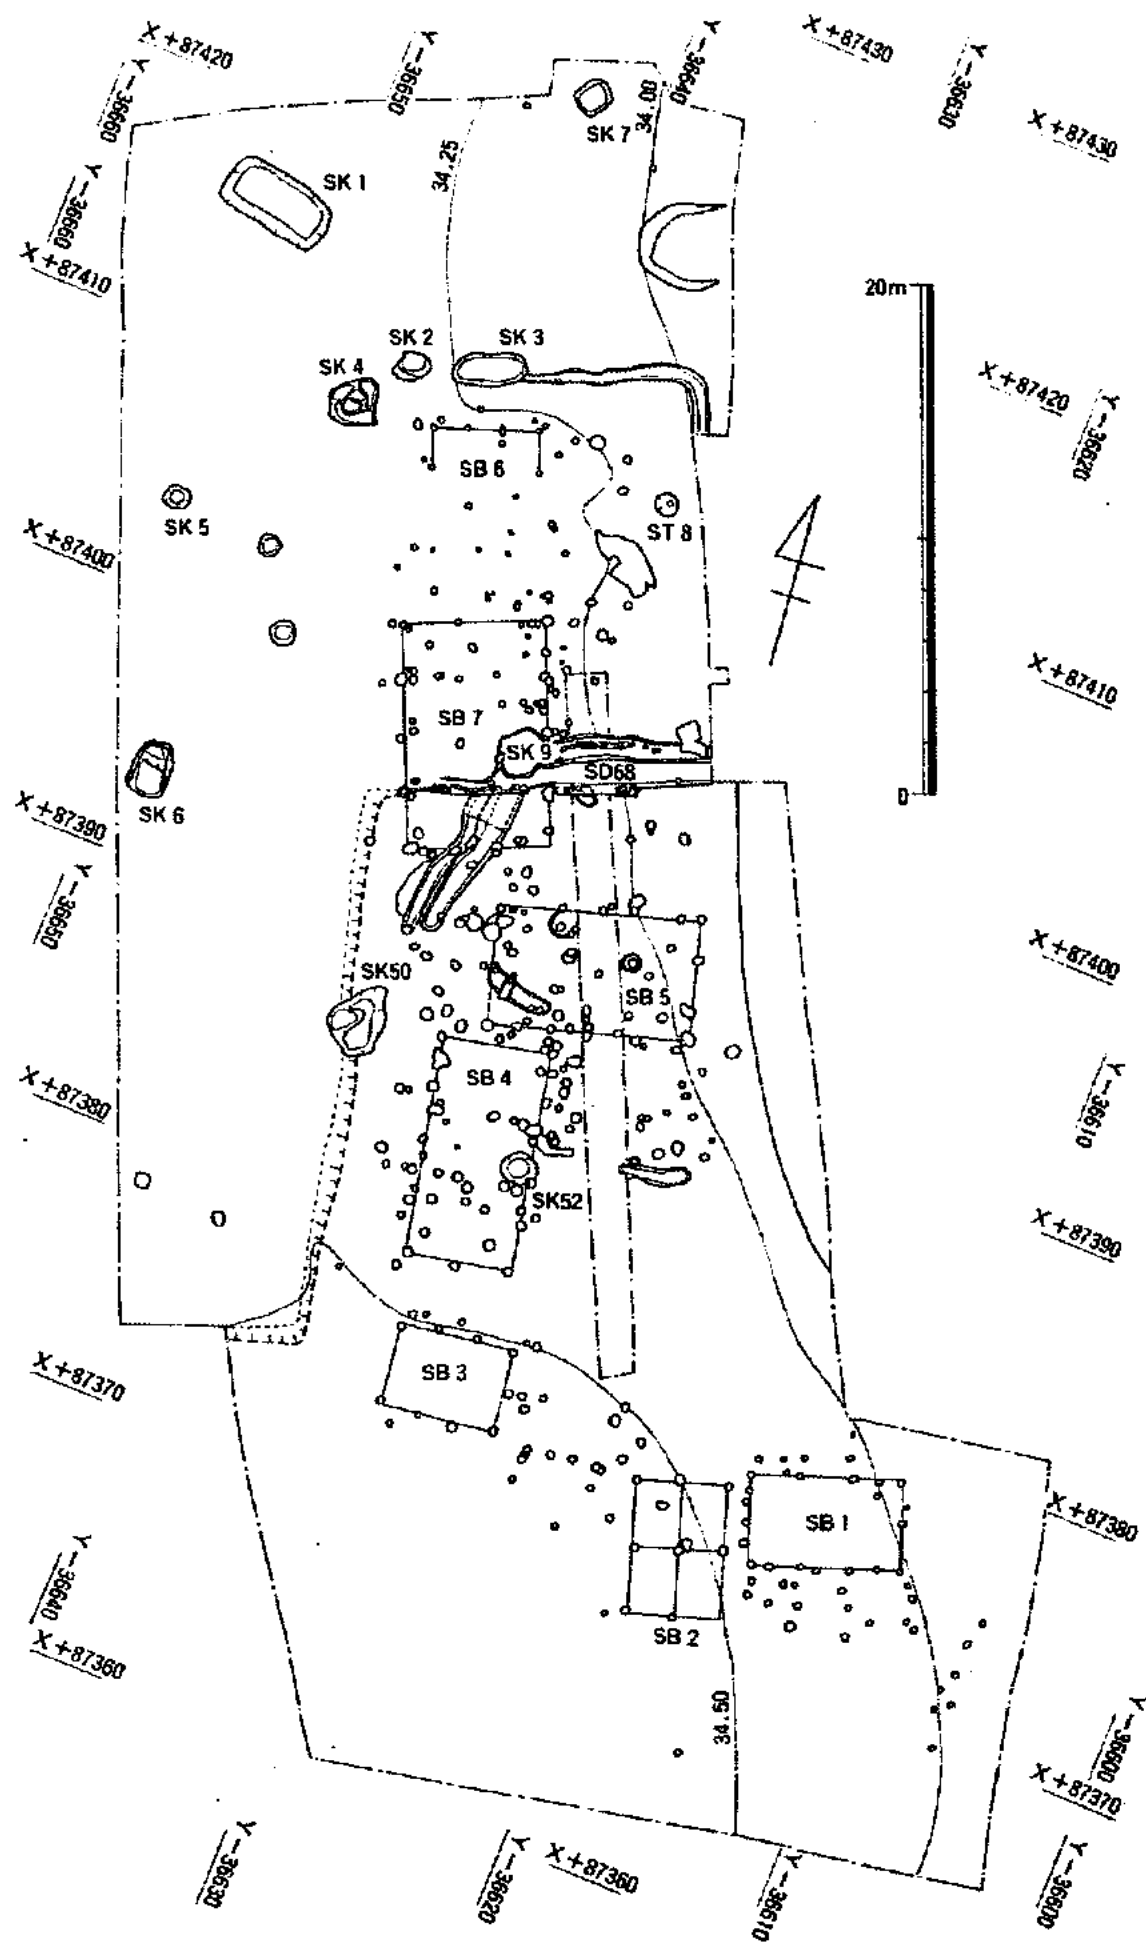 X +87420
X +87430
Y-36660
Y-36650
Y-36640
Y-36630
34.00
SK 7
X +87430
34.25
SK 1
Y-36660
X +87410
20m
SK 2
SK 3
SK 4
X +87420
Y-36620
SB 6
SK 5
ST 8
X +87400
X +87410
SB 7
SK 9
SD68
SK 6
0
X +87390
Y-36650
X +87400
SK50
SB 5
SB 4
X +87380
Y-36610
SK52
X +87390
X +87370
SB 3
X +87380
SB 1
Y-36640
X +87360
SB 2
34.50
Y-36600
X +87370
Y-36630
Y-36620
X +87360
Y-36610
Y-36600